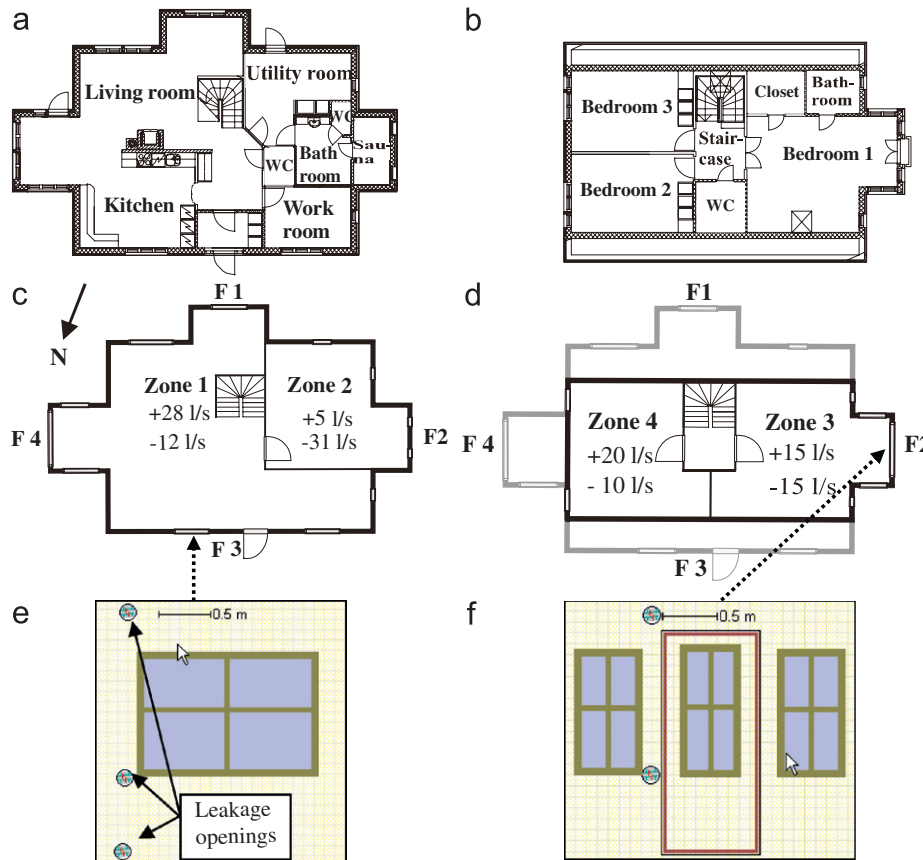 a
Living room
Utility room
WC
Sau-
na
Bath
room
WC
Kitchen
Work
room
b
Bedroom 3
Closet
Bath-
room
Stair-
case
Bedroom 1
Bedroom 2
WC
c
F 1
N
Zone 1
+28 l/s
-12 l/s
Zone 2
+5 l/s
-31 l/s
F 4
F2
F 3
d
F1
Zone 4
+20 l/s
- 10 l/s
Zone 3
+15 l/s
-15 l/s
F 4
F2
F 3
e
0.5 m
Leakage
openings
f
0.5 m